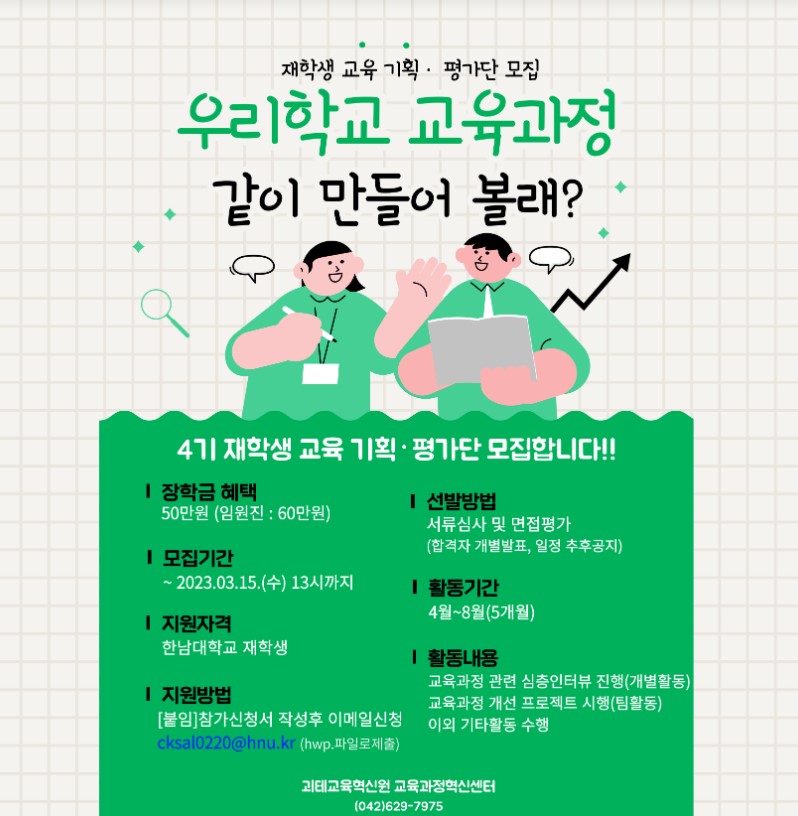 재학생 교육 기획 · 평가단 모집
우리학교 교육과정
같이 만들어 볼래?
4기 재학생 교육 기획 · 평가단 모집합니다!!
장학금 혜택
50만원 (임원진 : 60만원)
모집기간
~ 2023.03.15.(수) 13시까지
지원자격
한남대학교 재학생
지원방법
[붙임]참가신청서 작성후 이메일신청
cksal0220@hnu.kr (hwp.파일로제출)
선발방법
서류심사 및 면접평가
(합격자 개별발표, 일정 추후공지)
활동기간
4월~8월(5개월)
활동내용
교육과정 관련 심층인터뷰 진행(개별활동)
교육과정 개선 프로젝트 시행(팀활동)
이외 기타활동 수행
괴테교육혁신원 교육과정혁신센터
(042)629-7975